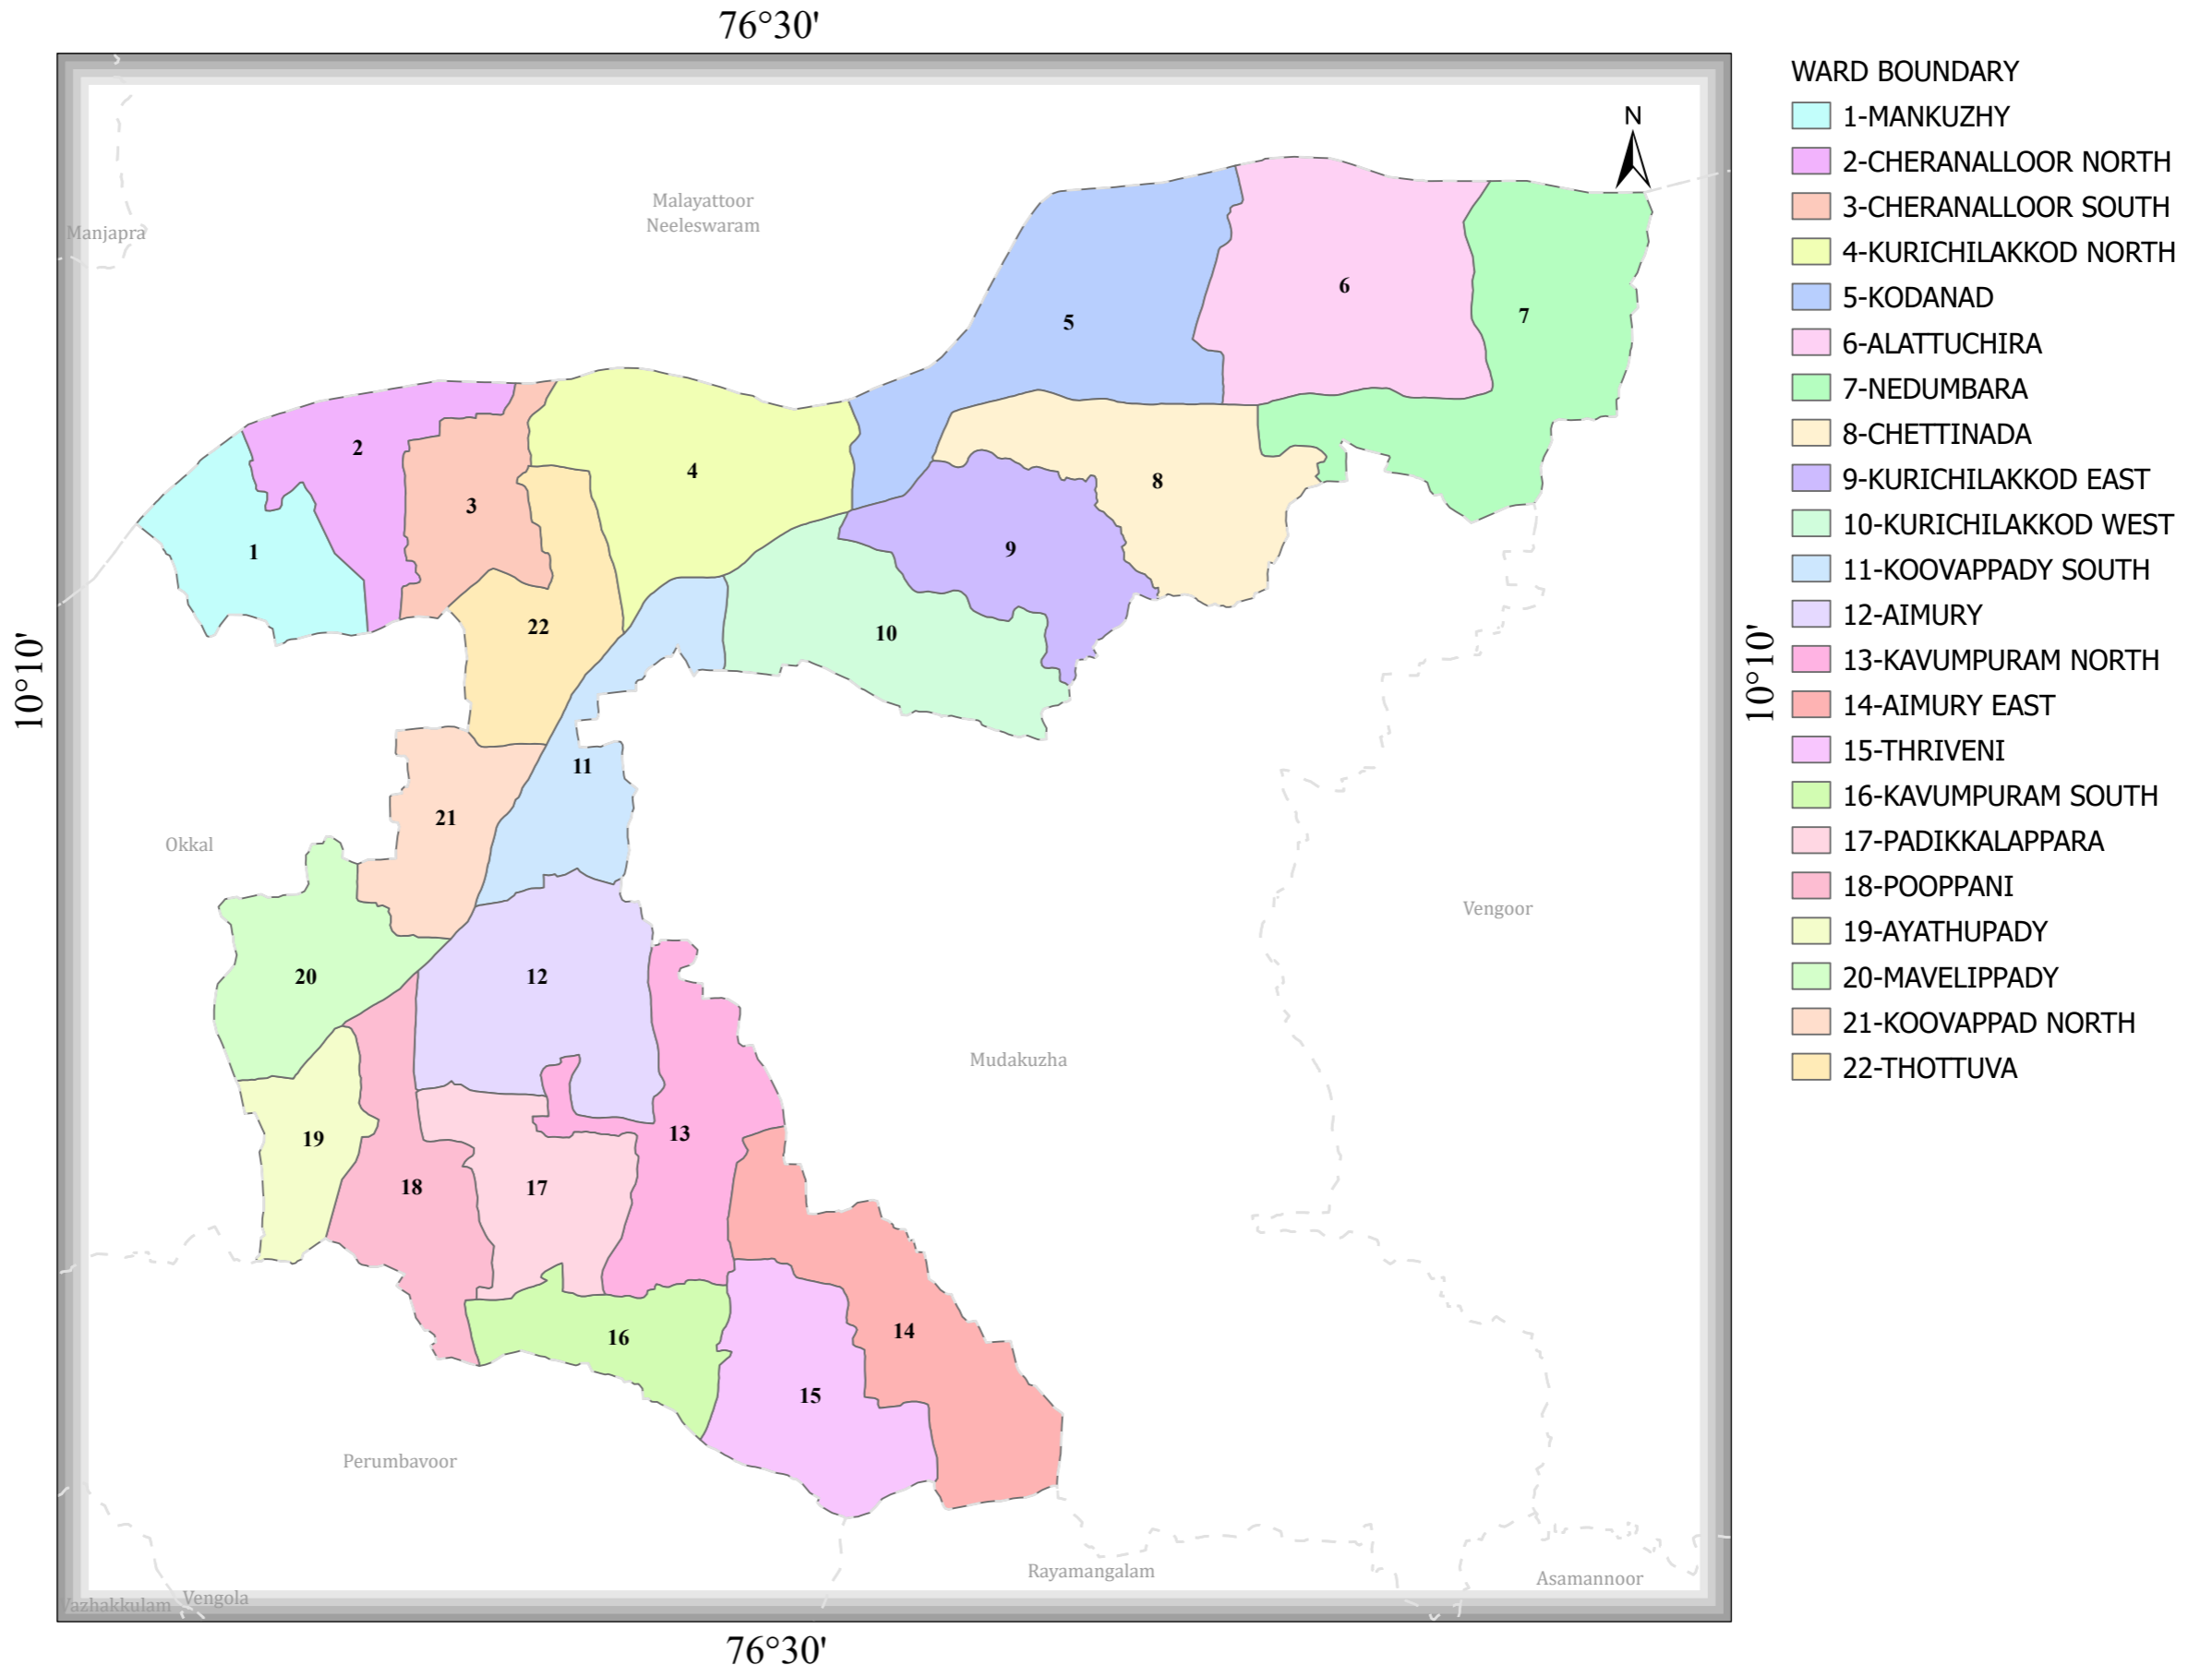 76°30'
WARD BOUNDARY
1-MANKUZHY
2-CHERANALLOOR NORTH
3-CHERANALLOOR SOUTH
4-KURICHILAKKOD NORTH
5-KODANAD
6-ALATTUCHIRA
7-NEDUMBARA
8-CHETTINADA
9-KURICHILAKKOD EAST
10-KURICHILAKKOD WEST
11-KOOVAPPADY SOUTH
12-AIMURY
13-KAVUMPURAM NORTH
14-AIMURY EAST
15-THRIVENI
16-KAVUMPURAM SOUTH
17-PADIKKALAPPARA
18-POOPPANI
19-AYATHUPADY
20-MAVELIPPADY
21-KOOVAPPAD NORTH
22-THOTTUVA
N
Malayattoor
Neeleswaram
Manjapra
6
7
5
2
4
8
3
1
9
22
10
10°10'
10°10'
11
21
Okkal
Vengoor
20
12
Mudakuzha
13
19
18
17
14
16
15
Perumbavoor
Rayamangalam
Asamannoor
Vengola
azhakkulam
76°30'